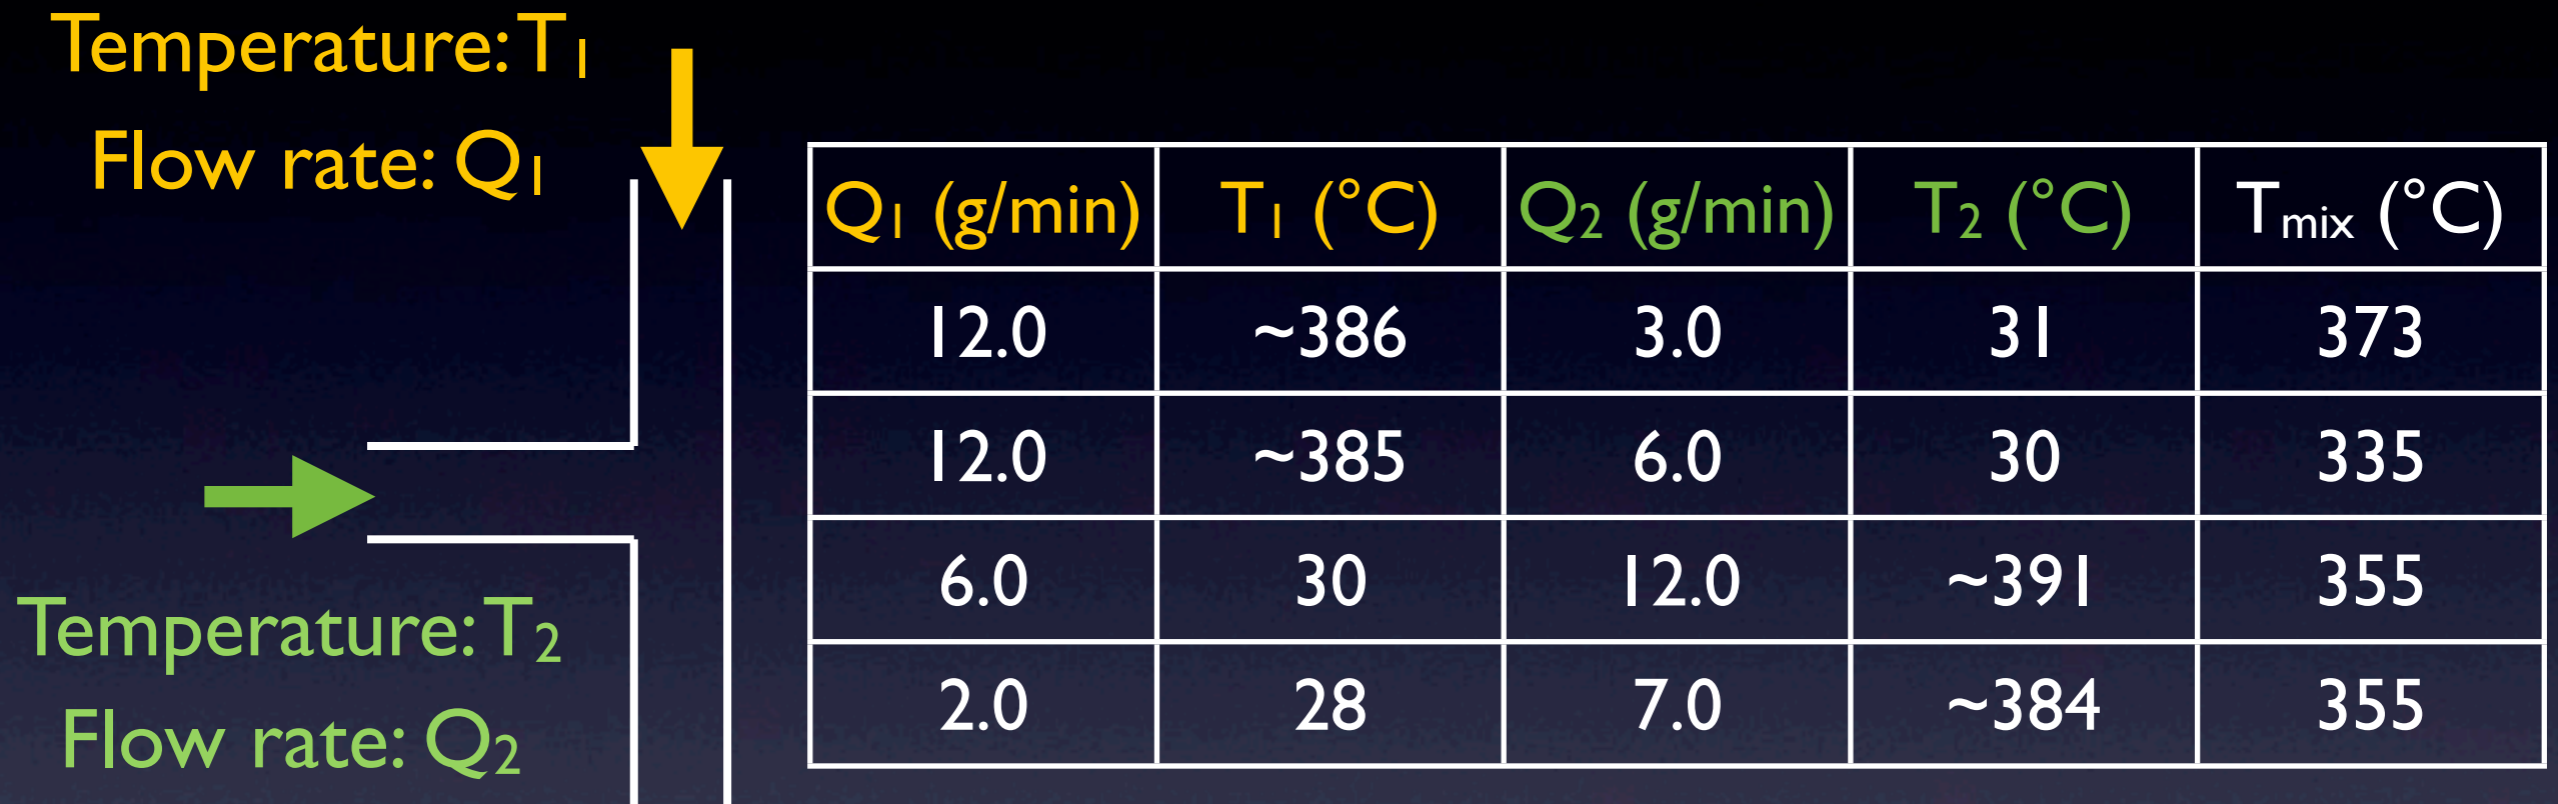 Temperature: T₁
Flow rate: Q₁
Q₁ (g/min) T₁ (°C) Q₂ (g/min) T₂ (°C) Tmix (°C)
12.0 ~386 3.0 31 373
12.0 ~385 6.0 30 335
6.0 30 12.0 ~391 355
2.0 28 7.0 ~384 355
Temperature: T₂
Flow rate: Q₂